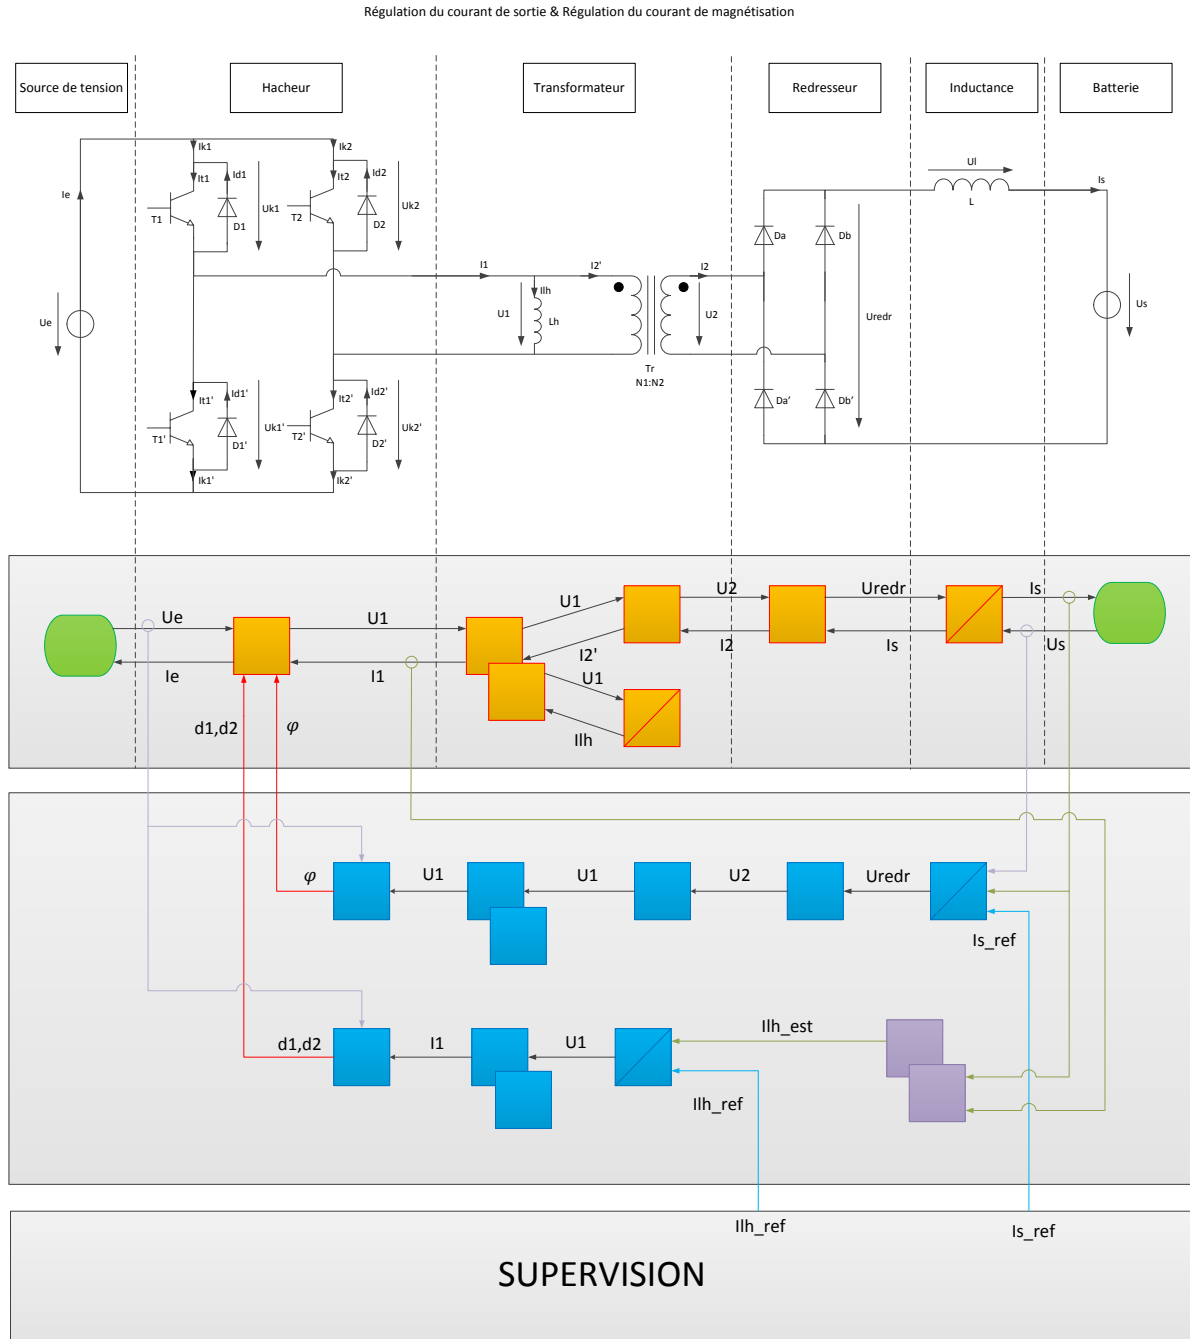 Régulation du courant de sortie & Régulation du courant de magnétisation
Source de tension
Hacheur
Transformateur
Redresseur
Inductance
Batterie
Ik1
Ik2
It1
Id1
It2
Id2
Ie
T1
D1
Uk1
T2
D2
Uk2
Ul
Is
L
Da
Db
I1
I2'
I2
Ilh
Ue
U1
Lh
U2
Uredr
Us
Tr
N1:N2
It1'
Id1'
It2'
Id2'
T1'
D1'
Uk1'
T2'
D2'
Uk2'
Da'
Db'
Ik1'
Ik2'
Ue
U1
U1
U2
Uredr
Is
Ie
I1
I2'
I2
Is
Us
U1
Ilh
d1,d2
φ
φ
U1
U1
U2
Uredr
Is_ref
d1,d2
I1
U1
Ilh_est
Ilh_ref
Ilh_ref
Is_ref
SUPERVISION